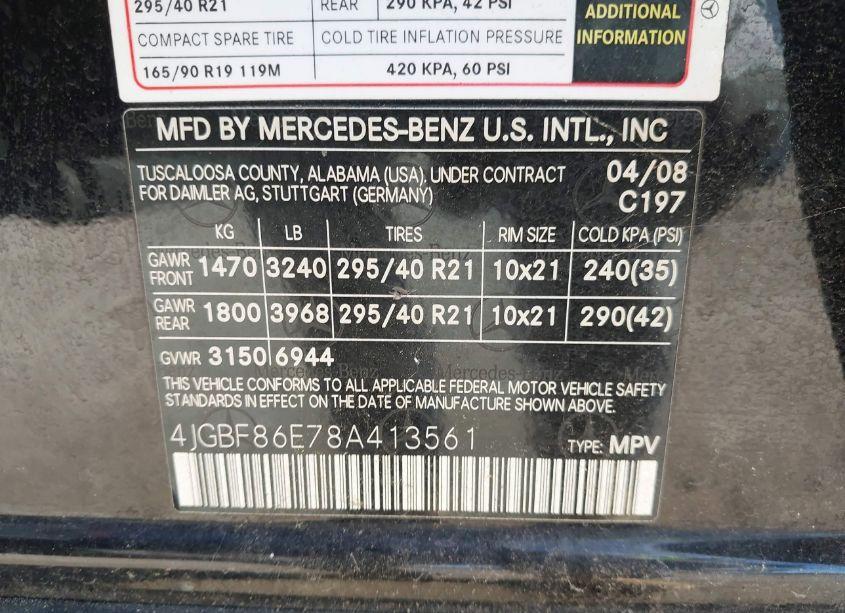 295/40 R21 REAR 290 KPA, 42 PSI
COMPACT SPARE TIRE COLD TIRE INFLATION PRESSURE
165/90 R19 119M 420 KPA, 60 PSI
ADDITIONAL
INFORMATION
MFD BY MERCEDES-BENZ U.S. INTL., INC
TUSCALOOSA COUNTY, ALABAMA (USA), UNDER CONTRACT
FOR DAIMLER AG, STUTTGART (GERMANY)
04/08
C197
KG LB TIRES RIM SIZE COLD KPA (PSI)
GAWR FRONT 1470 3240 295/40 R21 10x21 240(35)
GAWR REAR 1800 3968 295/40 R21 10x21 290(42)
GVWR 3150 6944
THIS VEHICLE CONFORMS TO ALL APPLICABLE FEDERAL MOTOR VEHICLE SAFETY
STANDARDS IN EFFECT ON THE DATE OF MANUFACTURE SHOWN ABOVE.
4JGBF86E78A413561 TYPE: MPV